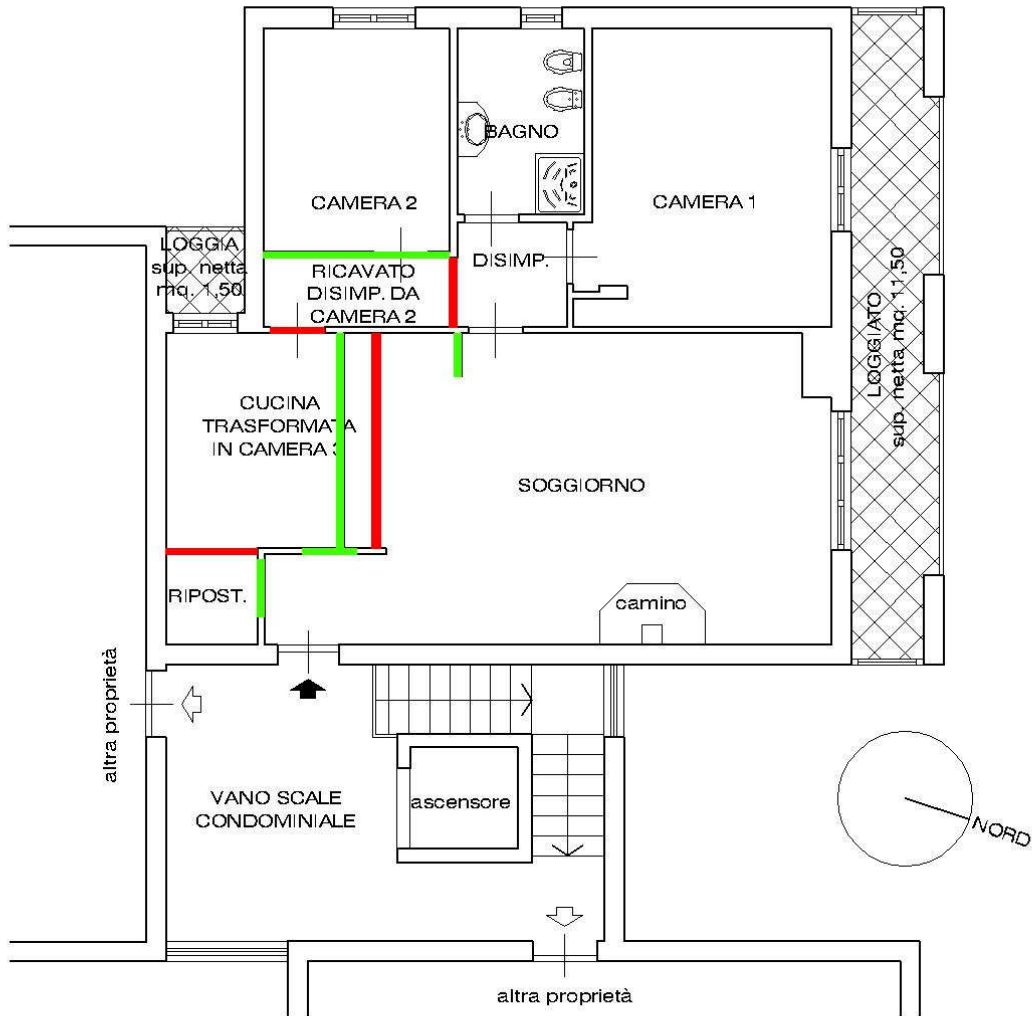 BAGNO
CAMERA 2
CAMERA 1
LOGGIA
sup. netta
mq. 1,50
RICAVATO
DISIMP. DA
CAMERA 2
DISIMP.
LOGGIATO
sup. netta mq. 11,50
CUCINA
TRASFORMATA
IN CAMERA 3
SOGGIORNO
RIPOST.
camino
altra proprietà
VANO SCALE
CONDOMINIALE
ascensore
NORD
altra proprietà